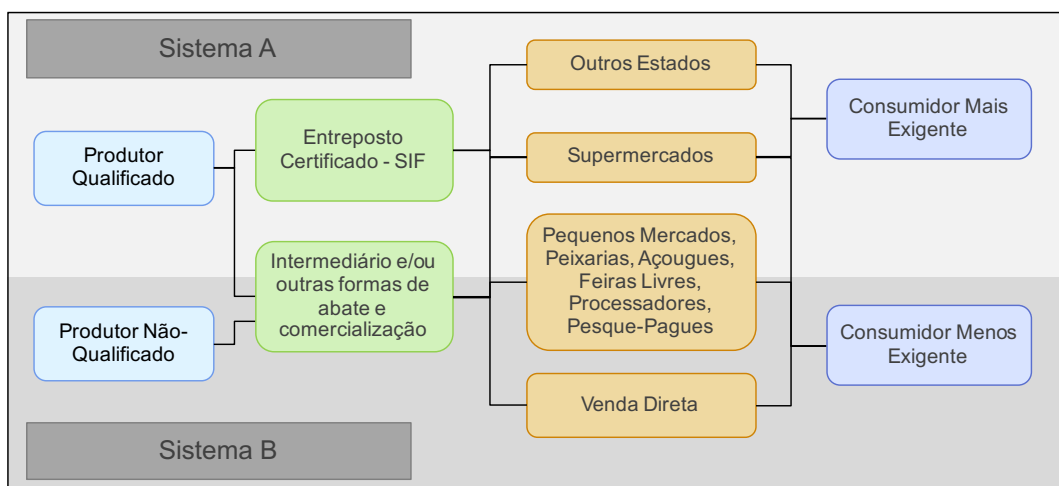 Sistema A
Produtor
Qualificado
Produtor Não-
Qualificado
Entreposto
Certificado - SIF
Intermediário e/ou
outras formas de
abate e
comercialização
Outros Estados
Supermercados
Pequenos Mercados,
Peixarias, Açougues,
Feiras Livres,
Processadores,
Pesque-Pagues
Venda Direta
Consumidor Mais
Exigente
Consumidor Menos
Exigente
Sistema B